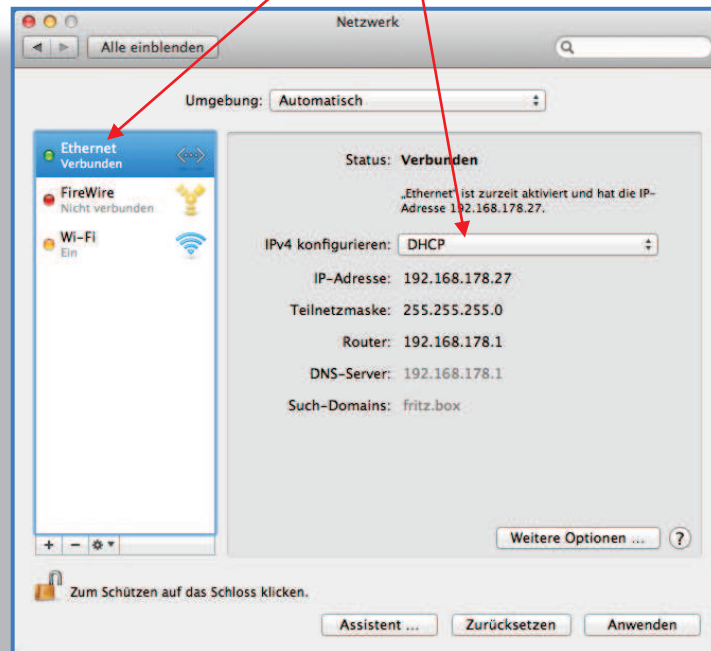 Netzwerk
Alle einblenden
Umgebung: Automatisch
Ethernet
Verbunden
FireWire
Nicht verbunden
Wi-Fi
Ein
Status: Verbunden
„Ethernet“ ist zurzeit aktiviert und hat die IP-
Adresse 192.168.178.27.
IPv4 konfigurieren: DHCP
IP-Adresse: 192.168.178.27
Teilnetzmaske: 255.255.255.0
Router: 192.168.178.1
DNS-Server: 192.168.178.1
Such-Domains: fritz.box
+ −
Weitere Optionen ... ?
Zum Schützen auf das Schloss klicken.
Assistent ... Zurücksetzen Anwenden